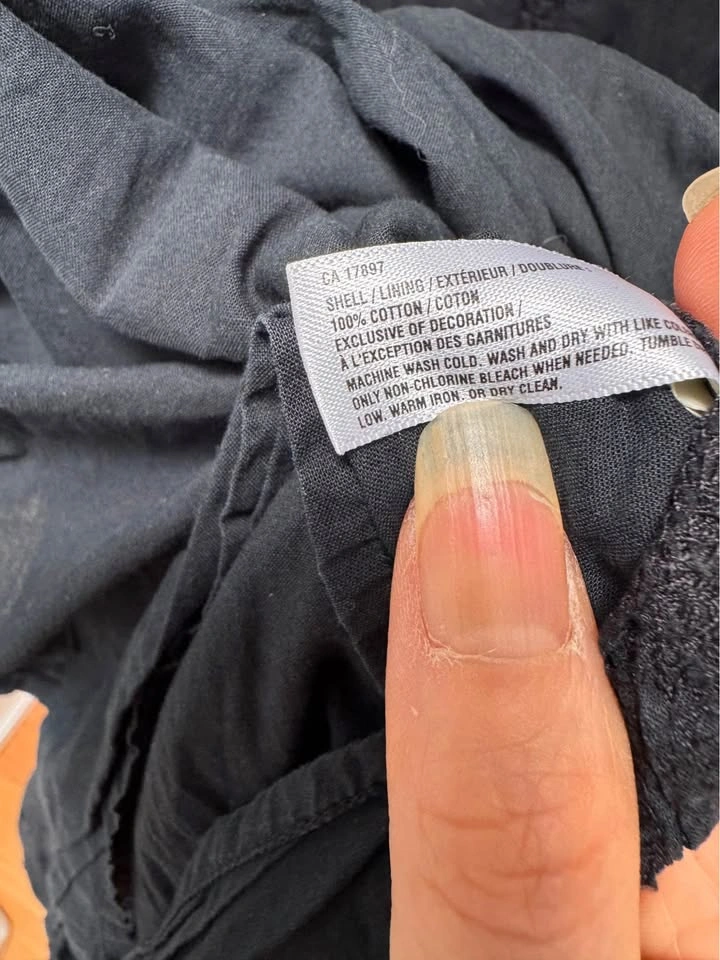 CA 17897
SHELL / LINING / EXTÉRIEUR / DOUBLURE -
100% COTTON / COTON
EXCLUSIVE OF DECORATION /
À L'EXCEPTION DES GARNITURES
MACHINE WASH COLD. WASH AND DRY WITH LIKE
ONLY NON-CHLORINE BLEACH WHEN NEEDED. TUMBLE
LOW. WARM IRON. OR DRY CLEAN.